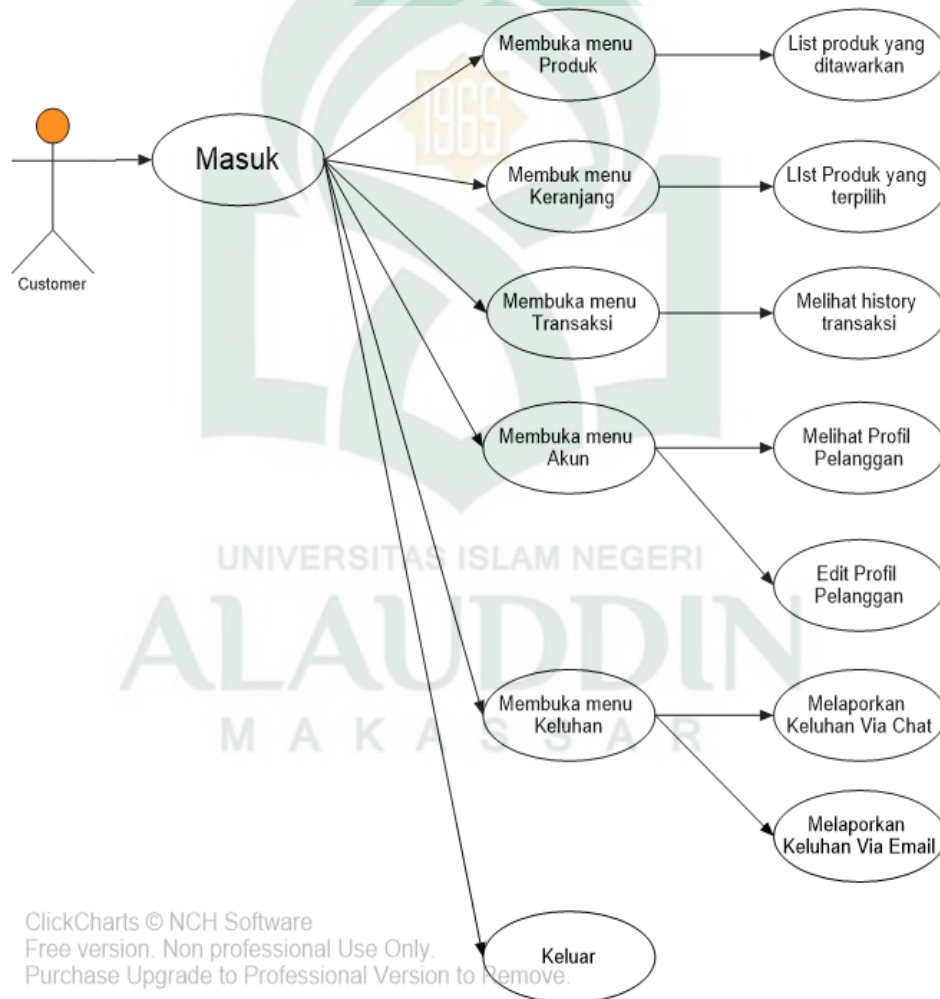 Membuka menu
Produk
List produk yang
ditawarkan
1965
Masuk
Membuk menu
Keranjang
LIst Produk yang
terpilih
Customer
Membuka menu
Transaksi
Melihat history
transaksi
Membuka menu
Akun
Melihat Profil
Pelanggan
UNIVERSITAS ISLAM NEGERI
Edit Profil
Pelanggan
ALAUDDIN
Membuka menu
Keluhan
Melaporkan
Keluhan Via Chat
MAKASSAR
Melaporkan
Keluhan Via Email
ClickCharts © NCH Software
Free version. Non professional Use Only.
Purchase Upgrade to Professional Version to Remove.
Keluar